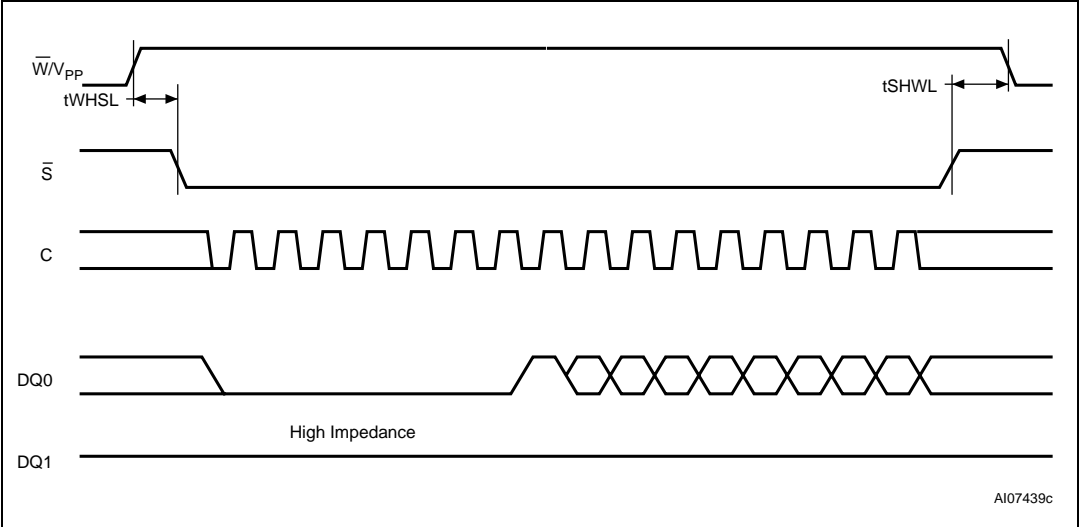 W̅/VPP
tWHSL
tSHWL
S̅
C
DQ0
High Impedance
DQ1
AI07439c